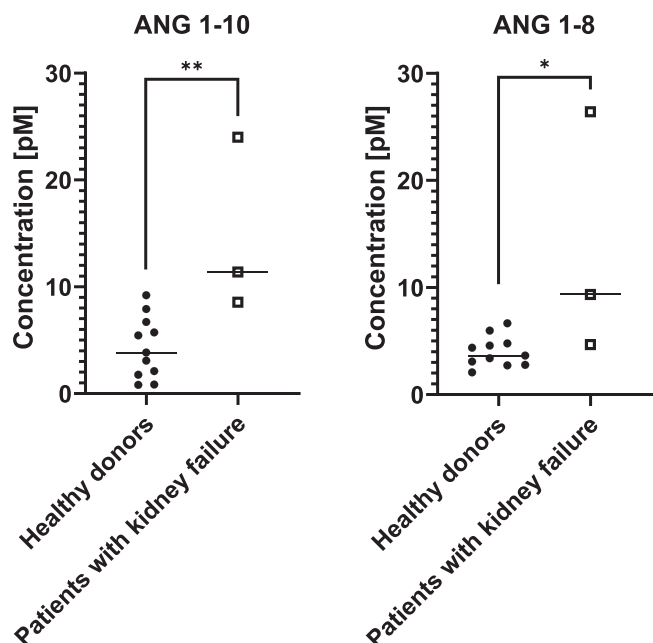 ANG 1-10
**
Concentration [pM]
30
20
10
0
Healthy donors
Patients with kidney failure
ANG 1-8
*
Concentration [pM]
30
20
10
0
Healthy donors
Patients with kidney failure